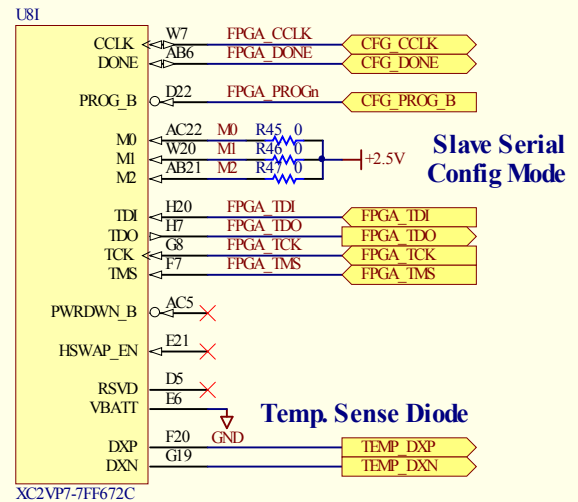 U8I
CCLK W7 FPGA_CCLK CFG_CCLK
DONE AB6 FPGA_DONE CFG_DONE
PROG_B D22 FPGA_PROGn CFG_PROG_B
M0 AC22 M0 R45 0
M1 W20 M1 R46 0
M2 AB21 M2 R47 0
+2.5V
Slave Serial
Config Mode
TDI H20 FPGA_TDI FPGA_TDI
TDO H7 FPGA_TDO FPGA_TDO
TCK G8 FPGA_TCK FPGA_TCK
TMS F7 FPGA_TMS FPGA_TMS
PWRDWN_B AC5
HSWAP_EN E21
RSVD D5
VBATT E6
GND
Temp. Sense Diode
DXP F20 TEMP_DXP
DXN G19 TEMP_DXN
XC2VP7-7FF672C